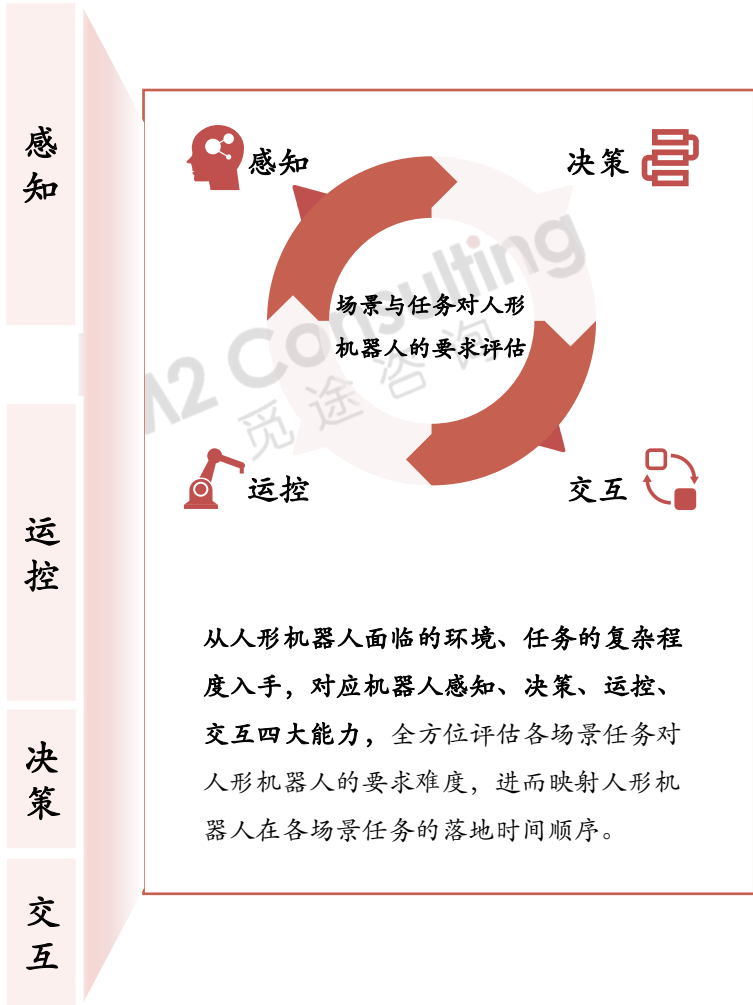 感知
运控
决策
交互
感知
决策
场景与任务对人形
机器人的要求评估
运控
交互
M2 Consulting
觅途咨询
从人形机器人面临的环境、任务的复杂程
度入手，对应机器人感知、决策、运控、
交互四大能力，全方位评估各场景任务对
人形机器人的要求难度，进而映射人形机
器人在各场景任务的落地时间顺序。